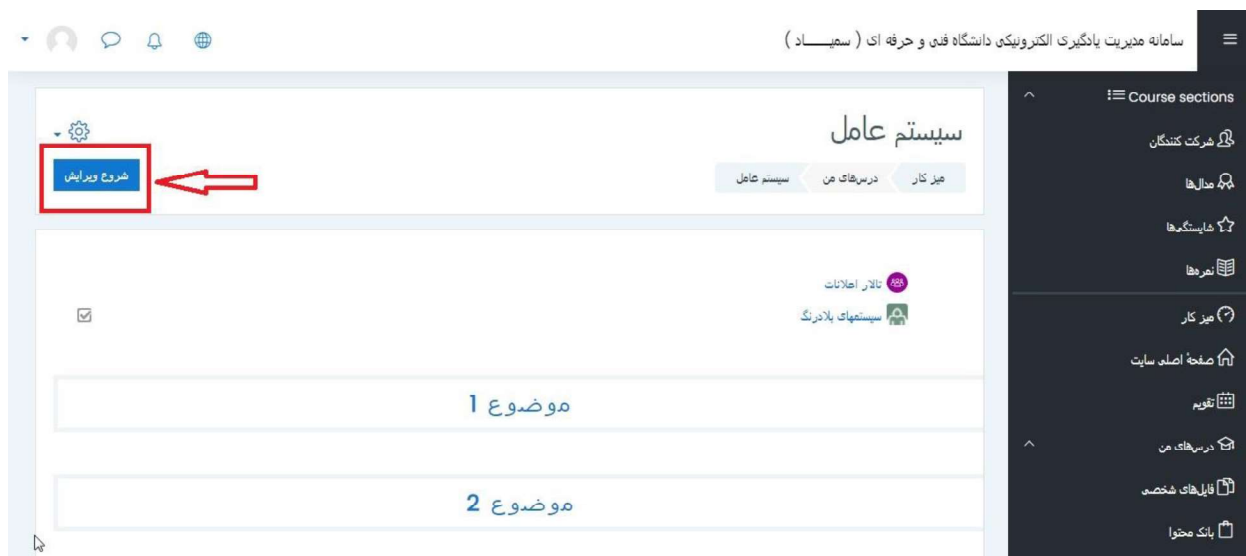 سامانه مدیریت یادگیری الکترونیکی دانشگاه فنی و حرفه ای ( سمیــــاد )
Course sections
شرکت کنندگان
مدال‌ها
شایستگی‌ها
نمره‌ها
میز کار
صفحهٔ اصلی سایت
تقویم
درس‌های من
فایل‌های شخصی
بانک محتوا
سیستم عامل
میز کار درس‌های من سیستم عامل
شروع ویرایش
تالار اعلانات
سیستمهای بلادرنگ
موضوع 1
موضوع 2